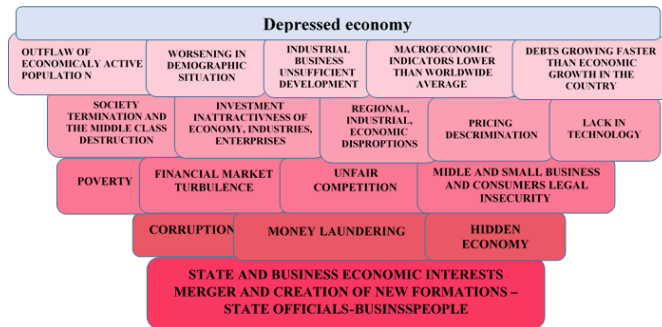 Depressed economy
OUTFLAW OF
ECONOMICALY ACTIVE
POPULATIO N
WORSENING IN
DEMOGRAPHIC
SITUATION
INDUSTRIAL
BUSINESS
UNSUFFICIENT
DEVELOPMENT
MACROECONOMIC
INDICATORS LOWER
THAN WORLDWIDE
AVERAGE
DEBTS GROWING FASTER
THAN ECONOMIC
GROWTH IN THE
COUNTRY
SOCIETY
TERMINATION AND
THE MIDDLE CLASS
DESTRUCTION
INVESTMENT
INATTRACTIVNESS OF
ECONOMY, INDUSTRIES,
ENTERPRISES
REGIONAL,
INDUSTRIAL,
ECONOMIC
DISPROPTIONS
PRICING
DESCRIMINATION
LACK IN
TECHNOLOGY
POVERTY
FINANCIAL MARKET
TURBULENCE
UNFAIR
COMPETITION
MIDLE AND SMALL BUSINESS
AND CONSUMERS LEGAL
INSECURITY
CORRUPTION
MONEY LAUNDERING
HIDDEN
ECONOMY
STATE AND BUSINESS ECONOMIC INTERESTS
MERGER AND CREATION OF NEW FORMATIONS –
STATE OFFICIALS-BUSINSSPEOPLE